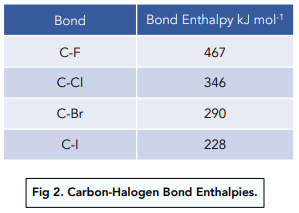 Bond Bond Enthalpy kJ mol⁻¹
C-F 467
C-Cl 346
C-Br 290
C-I 228
Fig 2. Carbon-Halogen Bond Enthalpies.